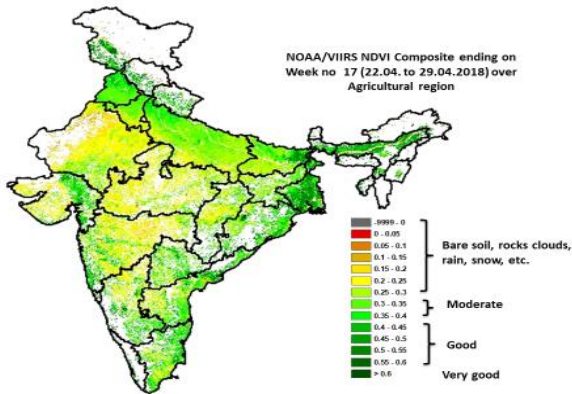 NOAA/VIIRS NDVI Composite ending on
Week no 17 (22.04. to 29.04.2018) over
Agricultural region
-9999 - 0
0 - 0.05
0.05 - 0.1
0.1 - 0.15
0.15 - 0.2
0.2 - 0.25
0.25 - 0.3
0.3 - 0.35
0.35 - 0.4
0.4 - 0.45
0.45 - 0.5
0.5 - 0.55
0.55 - 0.6
> 0.6
Bare soil, rocks clouds,
rain, snow, etc.
Moderate
Good
Very good